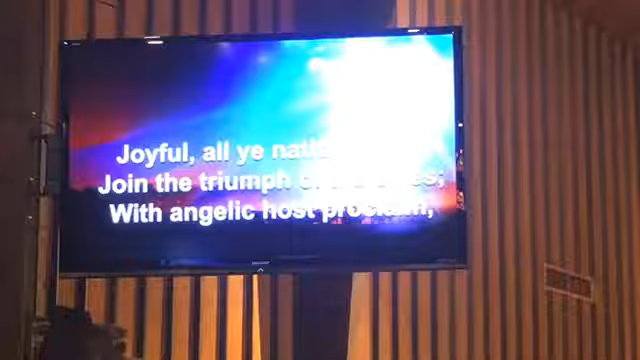 Joyful, all ye
Join the triumph
With angelic host proclaim,